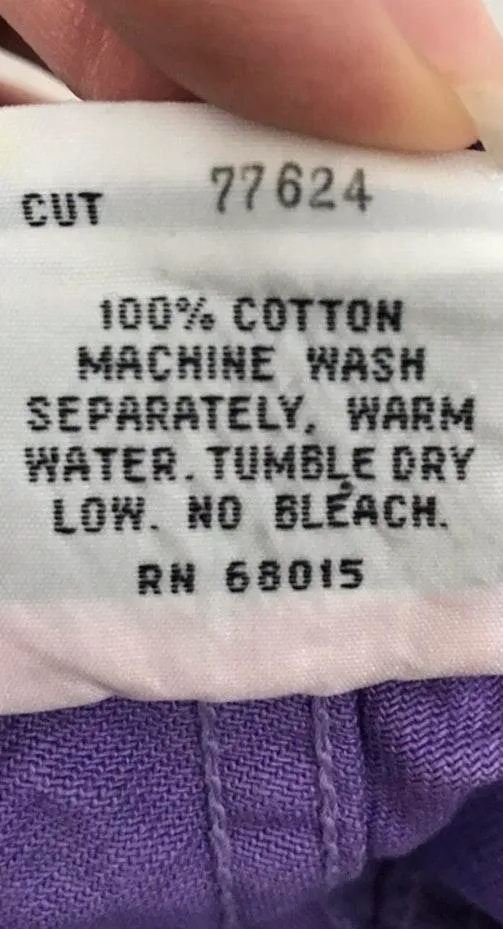 CUT 77624
100% COTTON
MACHINE WASH
SEPARATELY, WARM
WATER. TUMBLE DRY
LOW. NO BLEACH.
RN 68015